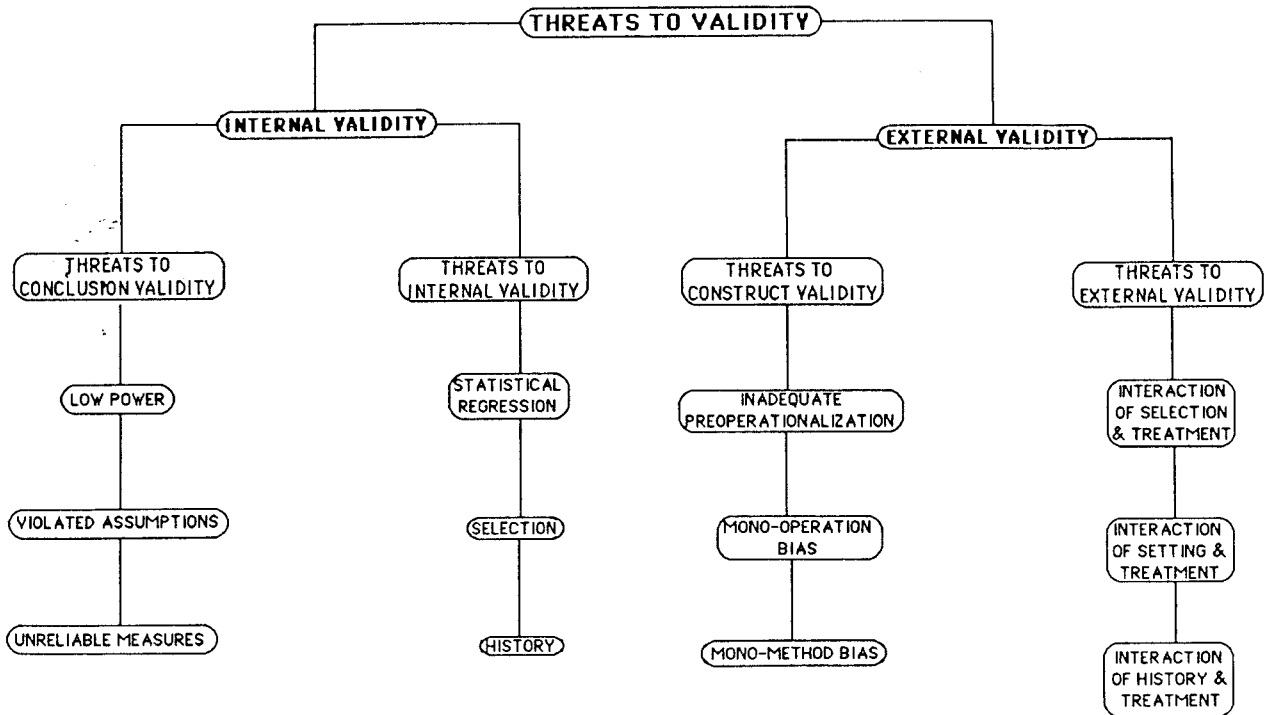 THREATS TO VALIDITY
INTERNAL VALIDITY
EXTERNAL VALIDITY
THREATS TO
CONCLUSION VALIDITY
THREATS TO
INTERNAL VALIDITY
THREATS TO
CONSTRUCT VALIDITY
THREATS TO
EXTERNAL VALIDITY
LOW POWER
STATISTICAL
REGRESSION
INADEQUATE
PREOPERATIONALIZATION
INTERACTION
OF SELECTION
& TREATMENT
VIOLATED ASSUMPTIONS
SELECTION
MONO-OPERATION
BIAS
INTERACTION
OF SETTING &
TREATMENT
UNRELIABLE MEASURES
HISTORY
MONO-METHOD BIAS
INTERACTION
OF HISTORY &
TREATMENT